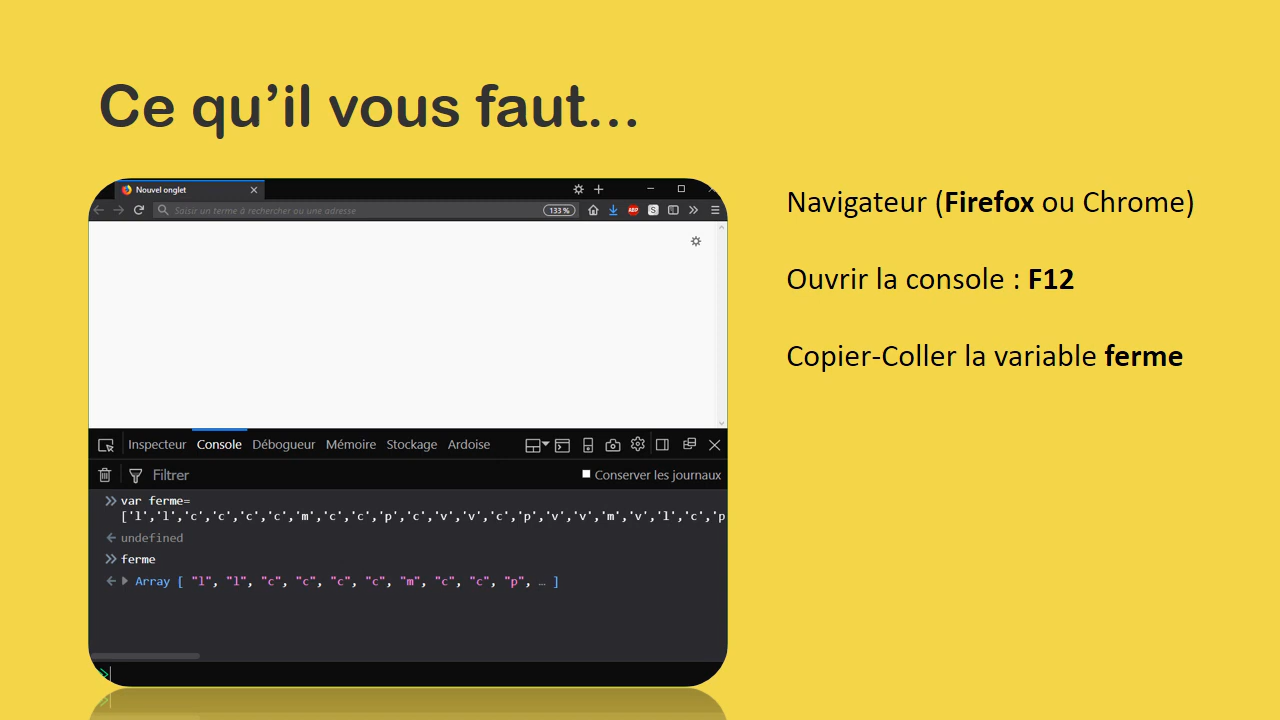 Ce qu’il vous faut…
Nouvel onglet
Saisir un terme à rechercher ou une adresse
133 %
ABP
S
Navigateur (Firefox ou Chrome)
Ouvrir la console : F12
Copier-Coller la variable ferme
Inspecteur Console Débogueur Mémoire Stockage Ardoise
Filtrer
Conserver les journaux
var ferme=
['l','l','c','c','c','c','m','c','c','p','c','v','v','c','p','v','v','m','v','l','c','p
undefined
ferme
Array [ "l", "l", "c", "c", "c", "c", "m", "c", "c", "p", … ]